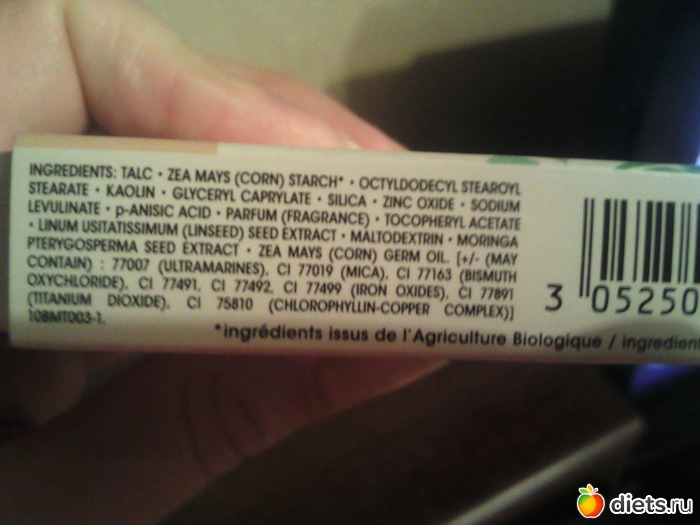 INGREDIENTS: TALC • ZEA MAYS (CORN) STARCH* • OCTYLDODECYL STEAROYL
STEARATE • KAOLIN • GLYCERYL CAPRYLATE • SILICA • ZINC OXIDE • SODIUM
LEVULINATE • p-ANISIC ACID • PARFUM (FRAGRANCE) • TOCOPHERYL ACETATE
• LINUM USITATISSIMUM (LINSEED) SEED EXTRACT • MALTODEXTRIN • MORINGA
PTERYGOSPERMA SEED EXTRACT • ZEA MAYS (CORN) GERM OIL. [+/- (MAY
CONTAIN) : 77007 (ULTRAMARINES), CI 77019 (MICA), CI 77163 (BISMUTH
OXYCHLORIDE), CI 77491, CI 77492, CI 77499 (IRON OXIDES), CI 77891
(TITANIUM DIOXIDE), CI 75810 (CHLOROPHYLLIN-COPPER COMPLEX)]
10BMT003-1.
*ingrédients issus de l'Agriculture Biologique / ingredient
3 05250
diets.ru